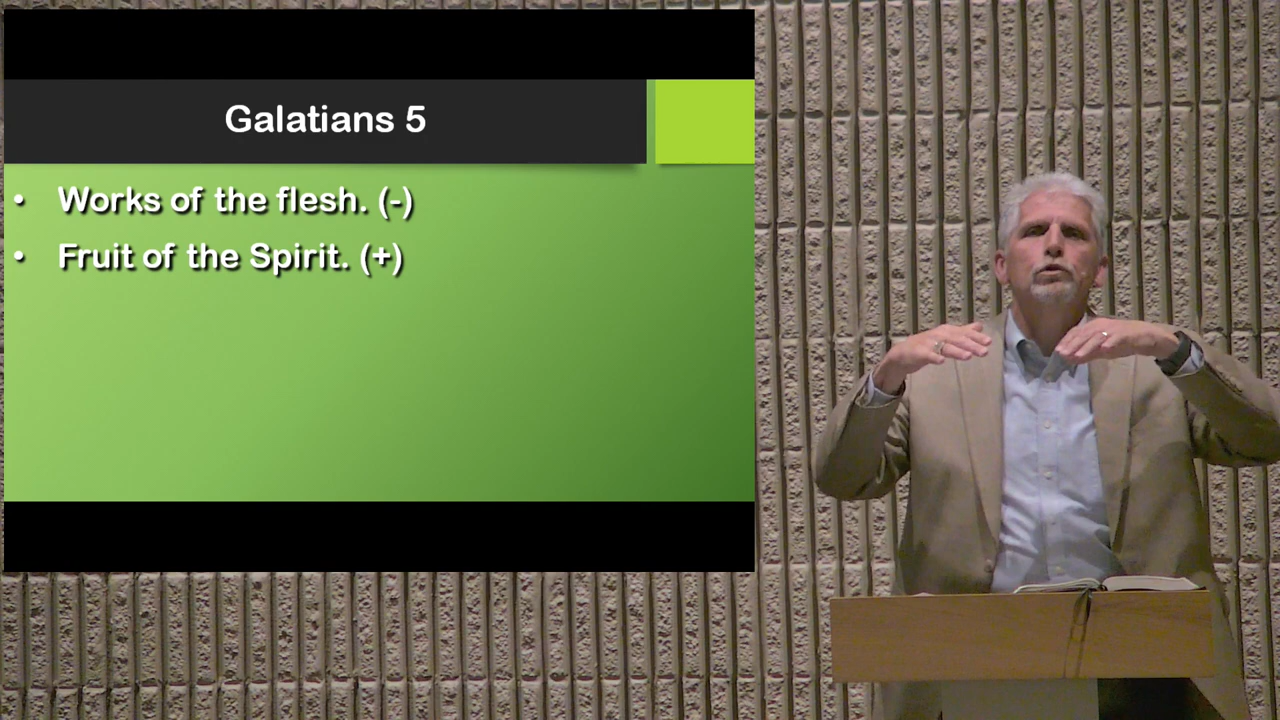 Galatians 5
• Works of the flesh. (-)
• Fruit of the Spirit. (+)